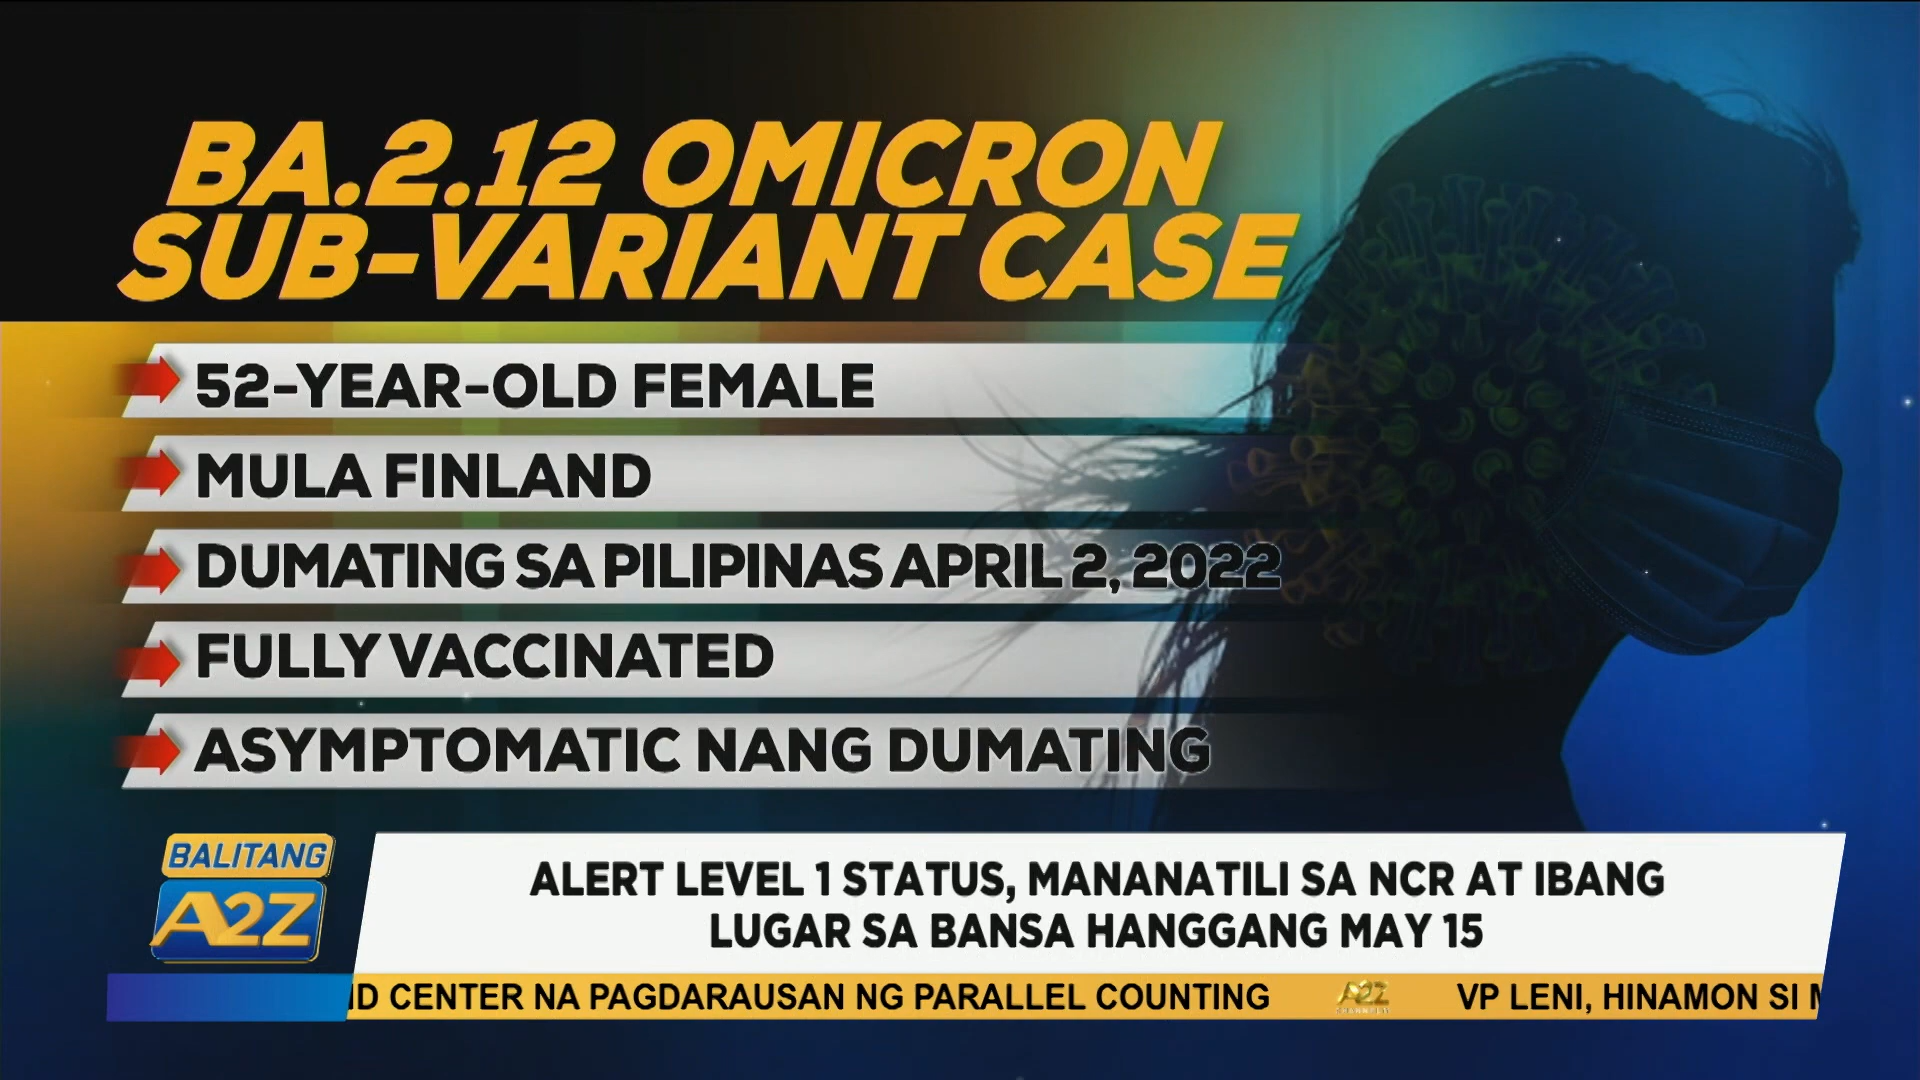 BA.2.12 OMICRON
SUB-VARIANT CASE
52-YEAR-OLD FEMALE
MULA FINLAND
DUMATING SA PILIPINAS APRIL 2, 2022
FULLY VACCINATED
ASYMPTOMATIC NANG DUMATING
BALITANG
A2Z
ALERT LEVEL 1 STATUS, MANANATILI SA NCR AT IBANG
LUGAR SA BANSA HANGGANG MAY 15
CENTER NA PAGDARAUSAN NG PARALLEL COUNTING A2Z VP LENI, HINAMON SI